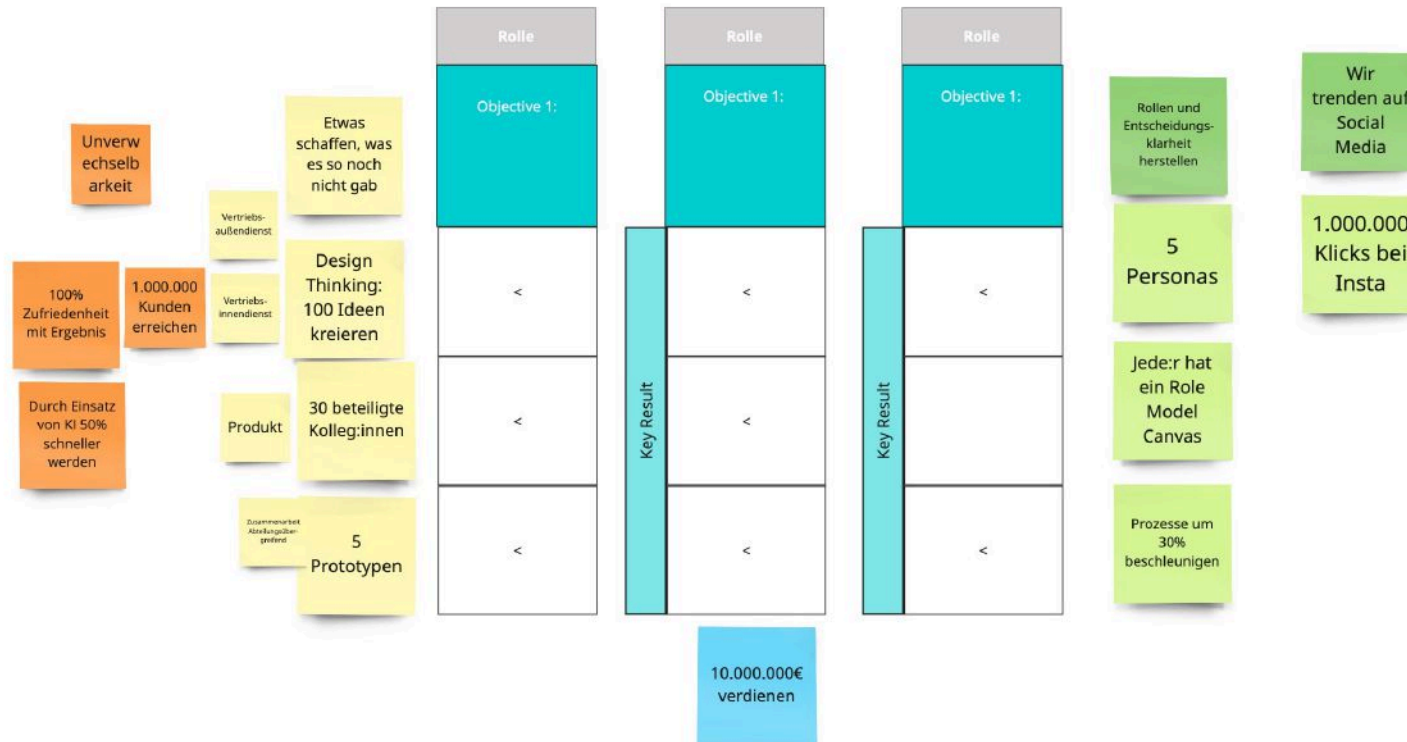 Unverw
echselb
arkeit
100%
Zufriedenheit
mit Ergebnis
1.000.000
Kunden
erreichen
Durch Einsatz
von KI 50%
schneller
werden
Vertriebs-
außendienst
Vertriebs-
innendienst
Produkt
Zusammenarbeit
Abteilungsüber-
greifend
Etwas
schaffen, was
es so noch
nicht gab
Design
Thinking:
100 Ideen
kreieren
30 beteiligte
Kolleg:innen
5
Prototypen
Rolle
Objective 1:
<
<
<
Rolle
Objective 1:
Key Result
<
<
<
Rolle
Objective 1:
Key Result
<
<
10.000.000€
verdienen
Rollen und
Entscheidungs-
klarheit
herstellen
5
Personas
Jede:r hat
ein Role
Model
Canvas
Prozesse um
30%
beschleunigen
Wir
trenden auf
Social
Media
1.000.000
Klicks bei
Insta